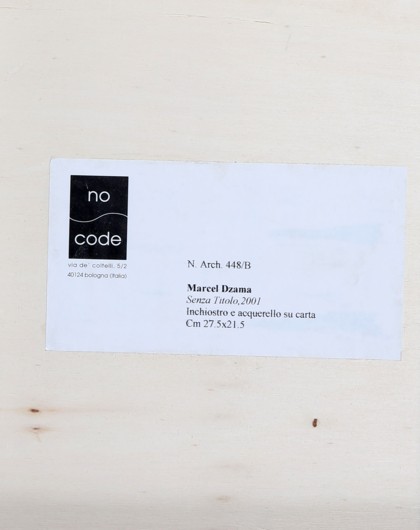 no
code
via de' coltelli, 5/2
40124 bologna (Italia)
N. Arch. 448/B
Marcel Dzama
Senza Titolo,2001
Inchiostro e acquerello su carta
Cm 27.5x21.5